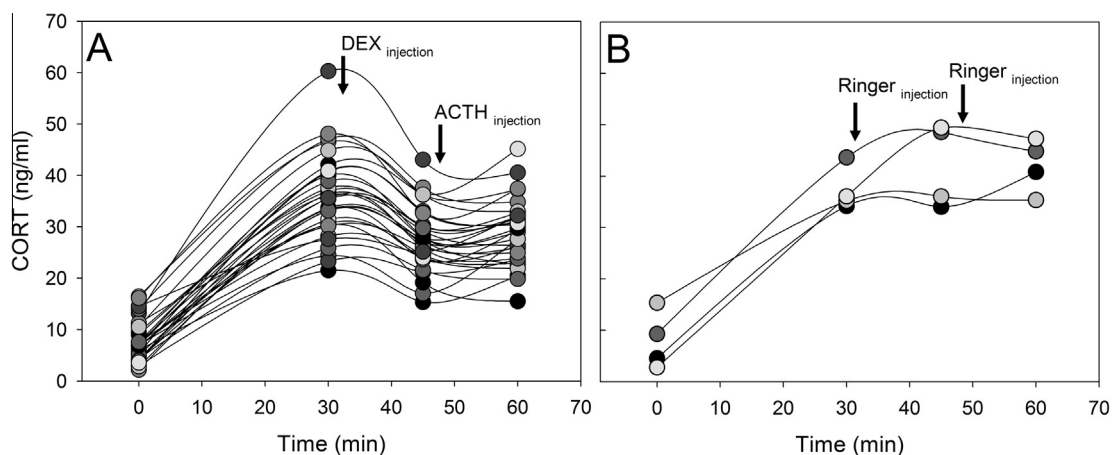 A
B
DEX injection
ACTH injection
Ringer injection
Ringer injection
CORT (ng/ml)
70
60
50
40
30
20
10
0
0 10 20 30 40 50 60 70
0 10 20 30 40 50 60 70
Time (min)
Time (min)